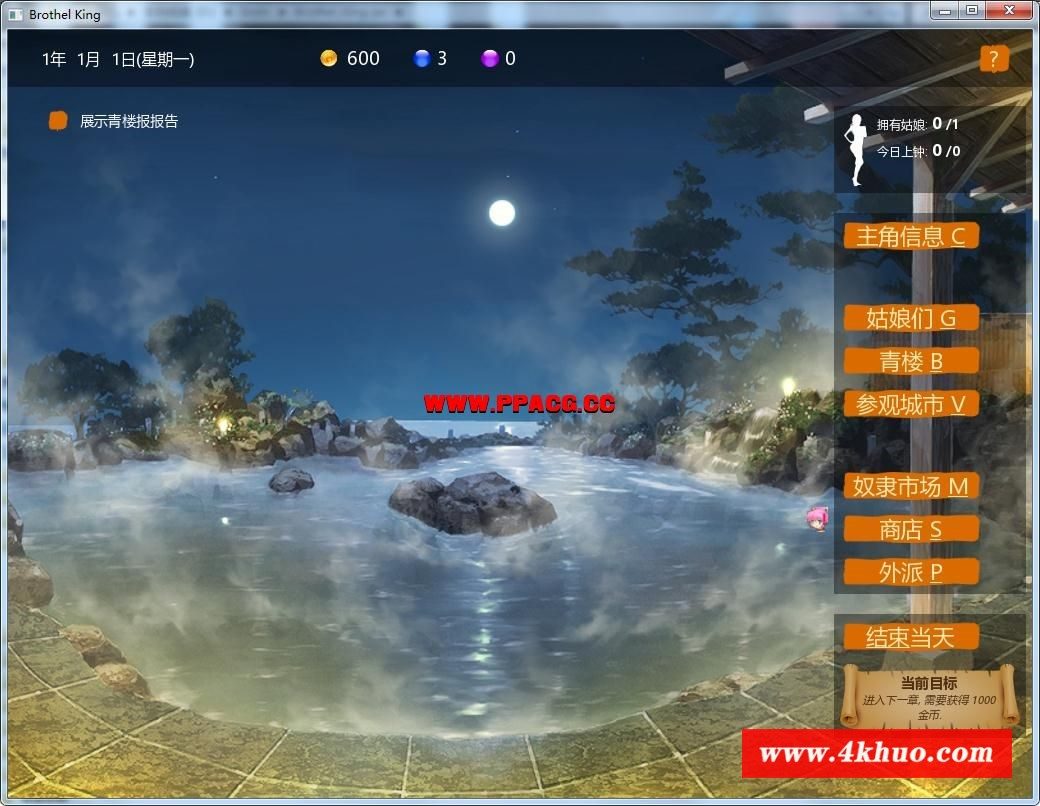 Brothel King
1年 1月 1日(星期一) 600 3 0 ?
展示青楼报报告
拥有姑娘: 0 /1
今日上钟: 0 /0
主角信息 C
姑娘们 G
青楼 B
参观城市 V
WWW.PPACG.CC
奴隶市场 M
商店 S
外派 P
结束当天
当前目标
进入下一章, 需要获得 1000
金币.
www.4khuo.com